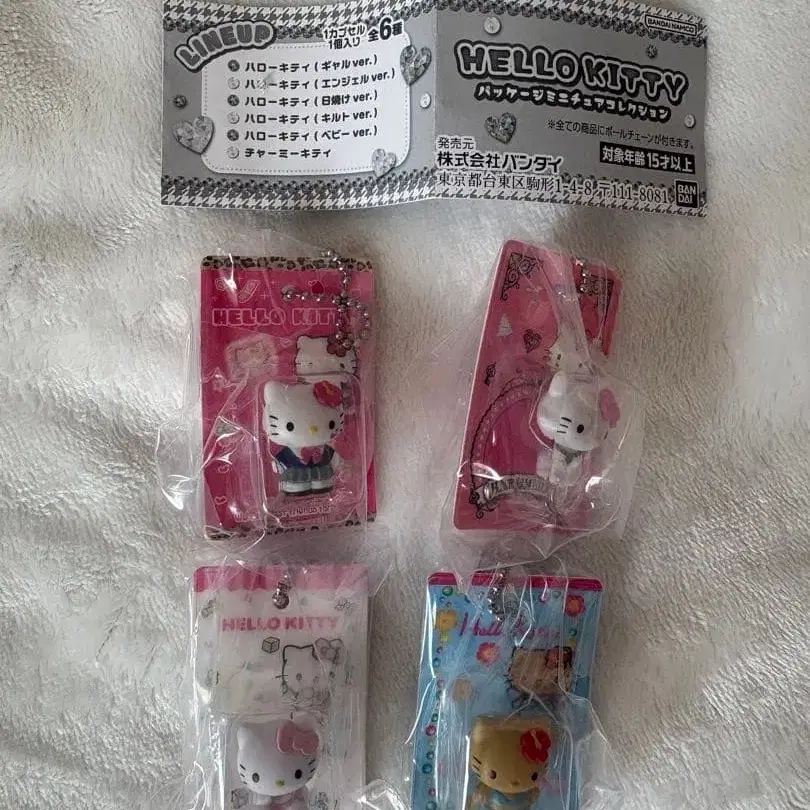 LINEUP
1カプセル
1個入り
全6種
ハローキティ(ギャルver.)
ハローキティ(エンジェルver.)
ハローキティ(日焼けver.)
ハローキティ(キルトver.)
ハローキティ(ベビーver.)
チャーミーキティ
BANDAI NAMCO
HELLO KITTY
パッケージミニチュアコレクション
※全ての商品にボールチェーンが付きます。
発売元
株式会社バンダイ
対象年齢15才以上
東京都台東区駒形1-4-8 〒111-8081
BAN
DAI
HELLO KITTY
HELLO KITTY
Hello Kitty